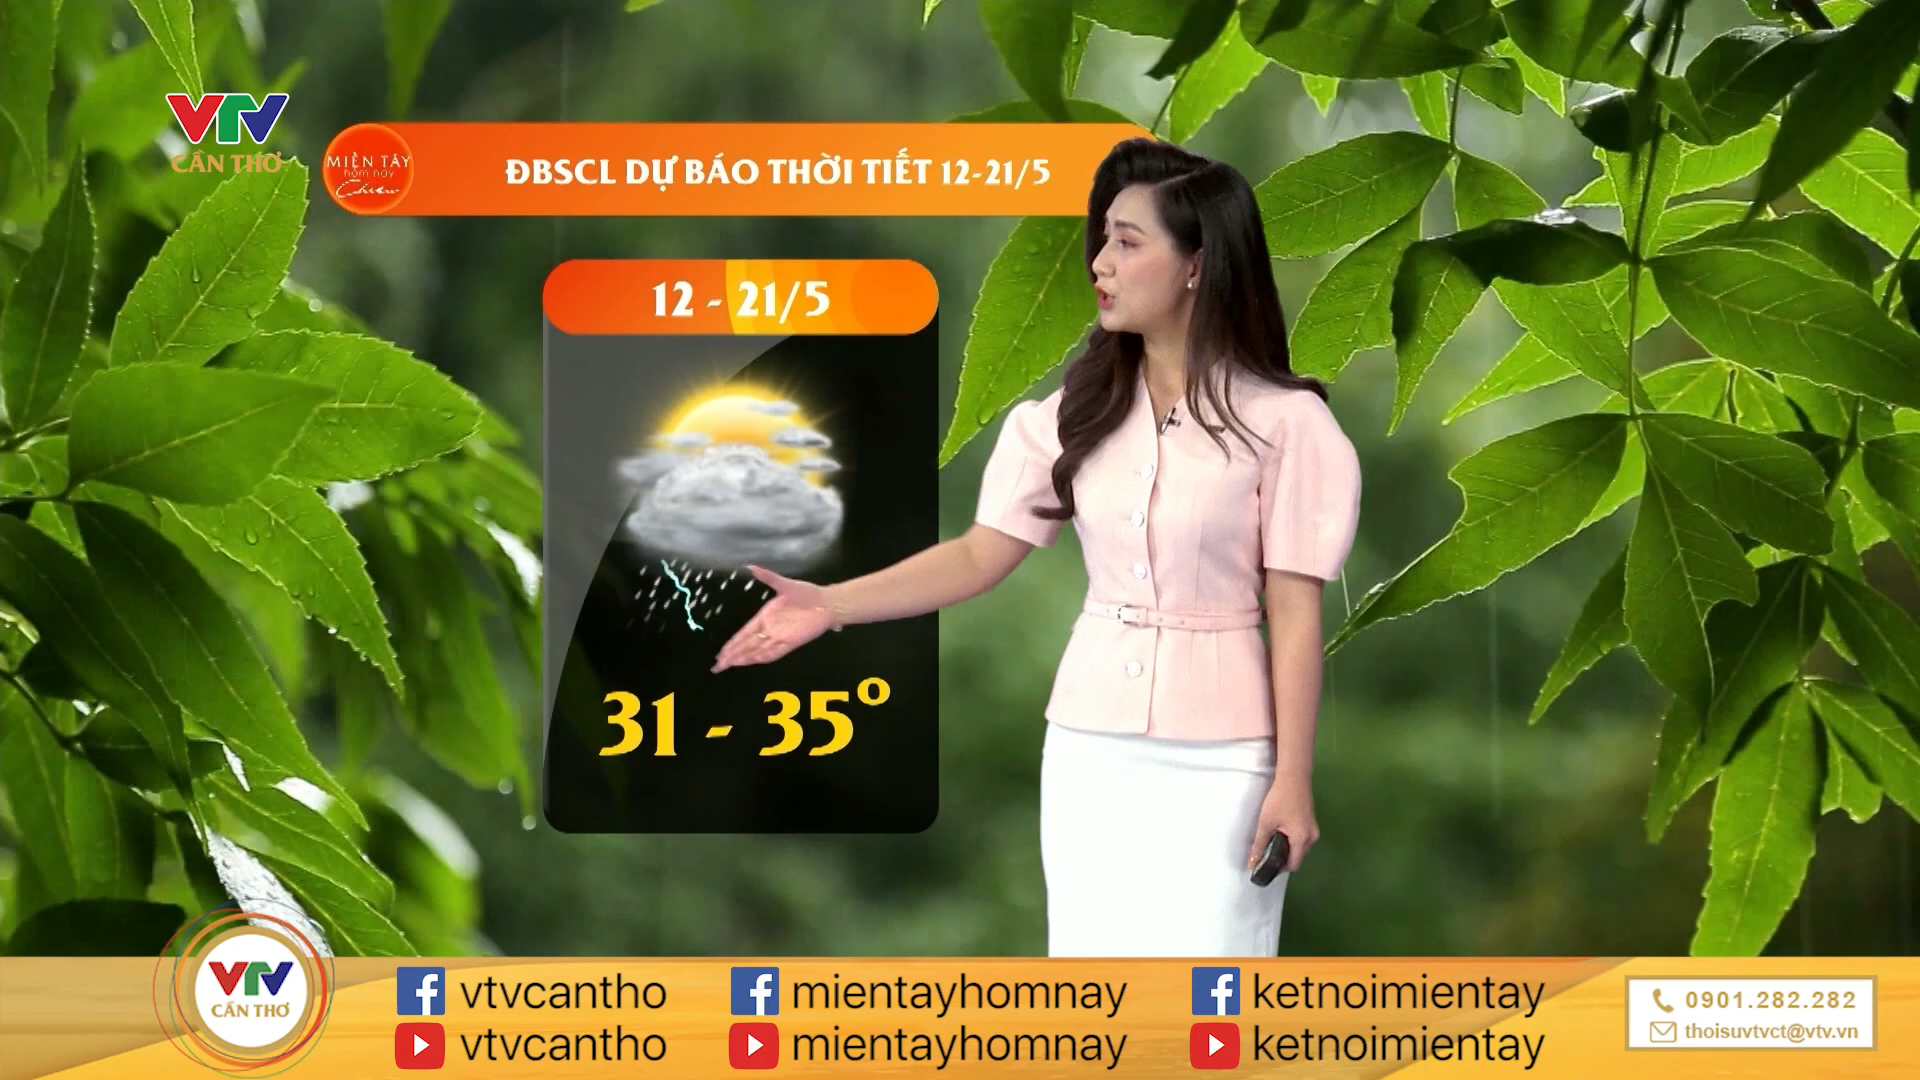 VTV
CẦN THƠ
MIỀN TÂY
hôm nay
Chiều
ĐBSCL DỰ BÁO THỜI TIẾT 12-21/5
12 - 21/5
31 - 35°
VTV
CẦN THƠ
vtvcantho
mientayhomnay
ketnoimientay
0901.282.282
vtvcantho
mientayhomnay
ketnoimientay
thoisuvtvct@vtv.vn